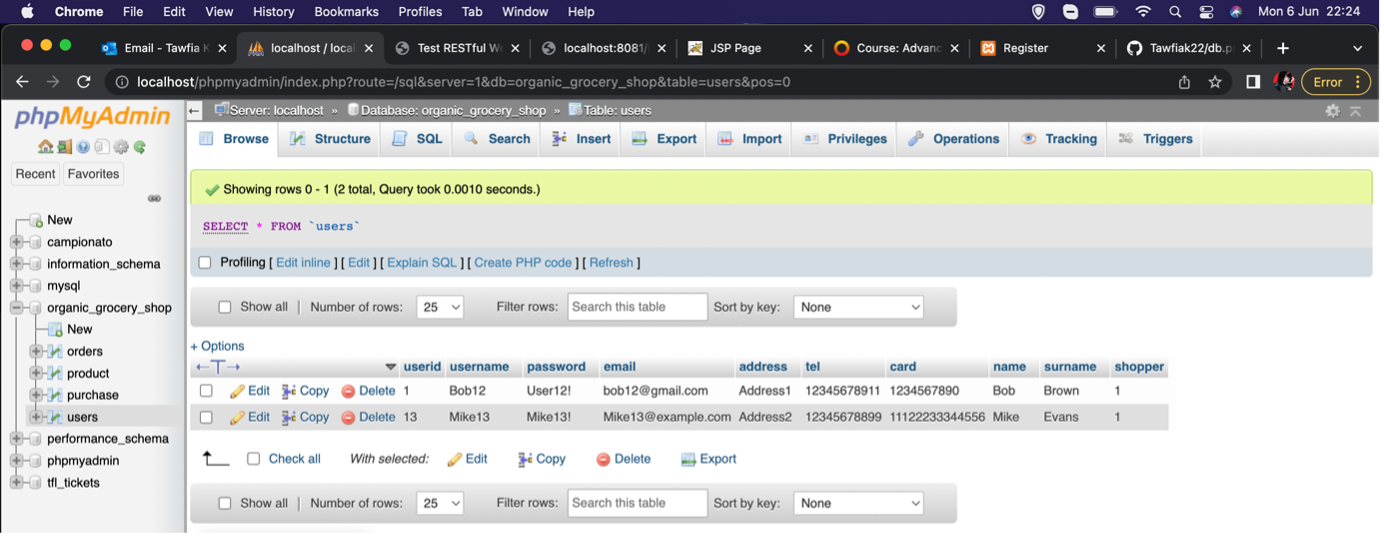 Chrome File Edit View History Bookmarks Profiles Tab Window Help Mon 6 Jun 22:24
Email - Tawfia K localhost / local Test RESTful W localhost:8081/ JSP Page Course: Advanc Register Tawfiak22/db.p
localhost/phpmyadmin/index.php?route=/sql&server=1&db=organic_grocery_shop&table=users&pos=0 Error
phpMyAdmin
Recent Favorites
New
campionato
information_schema
mysql
organic_grocery_shop
New
orders
product
purchase
users
performance_schema
phpmyadmin
tfl_tickets
Server: localhost » Database: organic_grocery_shop » Table: users
Browse Structure SQL Search Insert Export Import Privileges Operations Tracking Triggers
Showing rows 0 - 1 (2 total, Query took 0.0010 seconds.)
SELECT * FROM `users`
Profiling [ Edit inline ] [ Edit ] [ Explain SQL ] [ Create PHP code ] [ Refresh ]
Show all | Number of rows: 25 Filter rows: Search this table Sort by key: None
+ Options
userid username password email address tel card name surname shopper
Edit Copy Delete 1 Bob12 User12! bob12@gmail.com Address1 12345678911 1234567890 Bob Brown 1
Edit Copy Delete 13 Mike13 Mike13! Mike13@example.com Address2 12345678899 11122233344556 Mike Evans 1
Check all With selected: Edit Copy Delete Export
Show all | Number of rows: 25 Filter rows: Search this table Sort by key: None